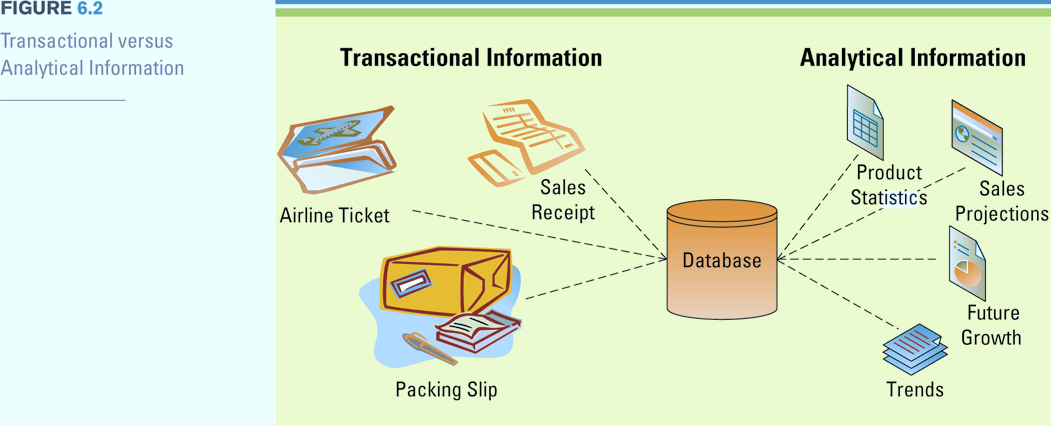 FIGURE 6.2
Transactional versus
Analytical Information
Transactional Information
Analytical Information
Airline Ticket
Sales
Receipt
Packing Slip
Database
Product
Statistics
Sales
Projections
Future
Growth
Trends